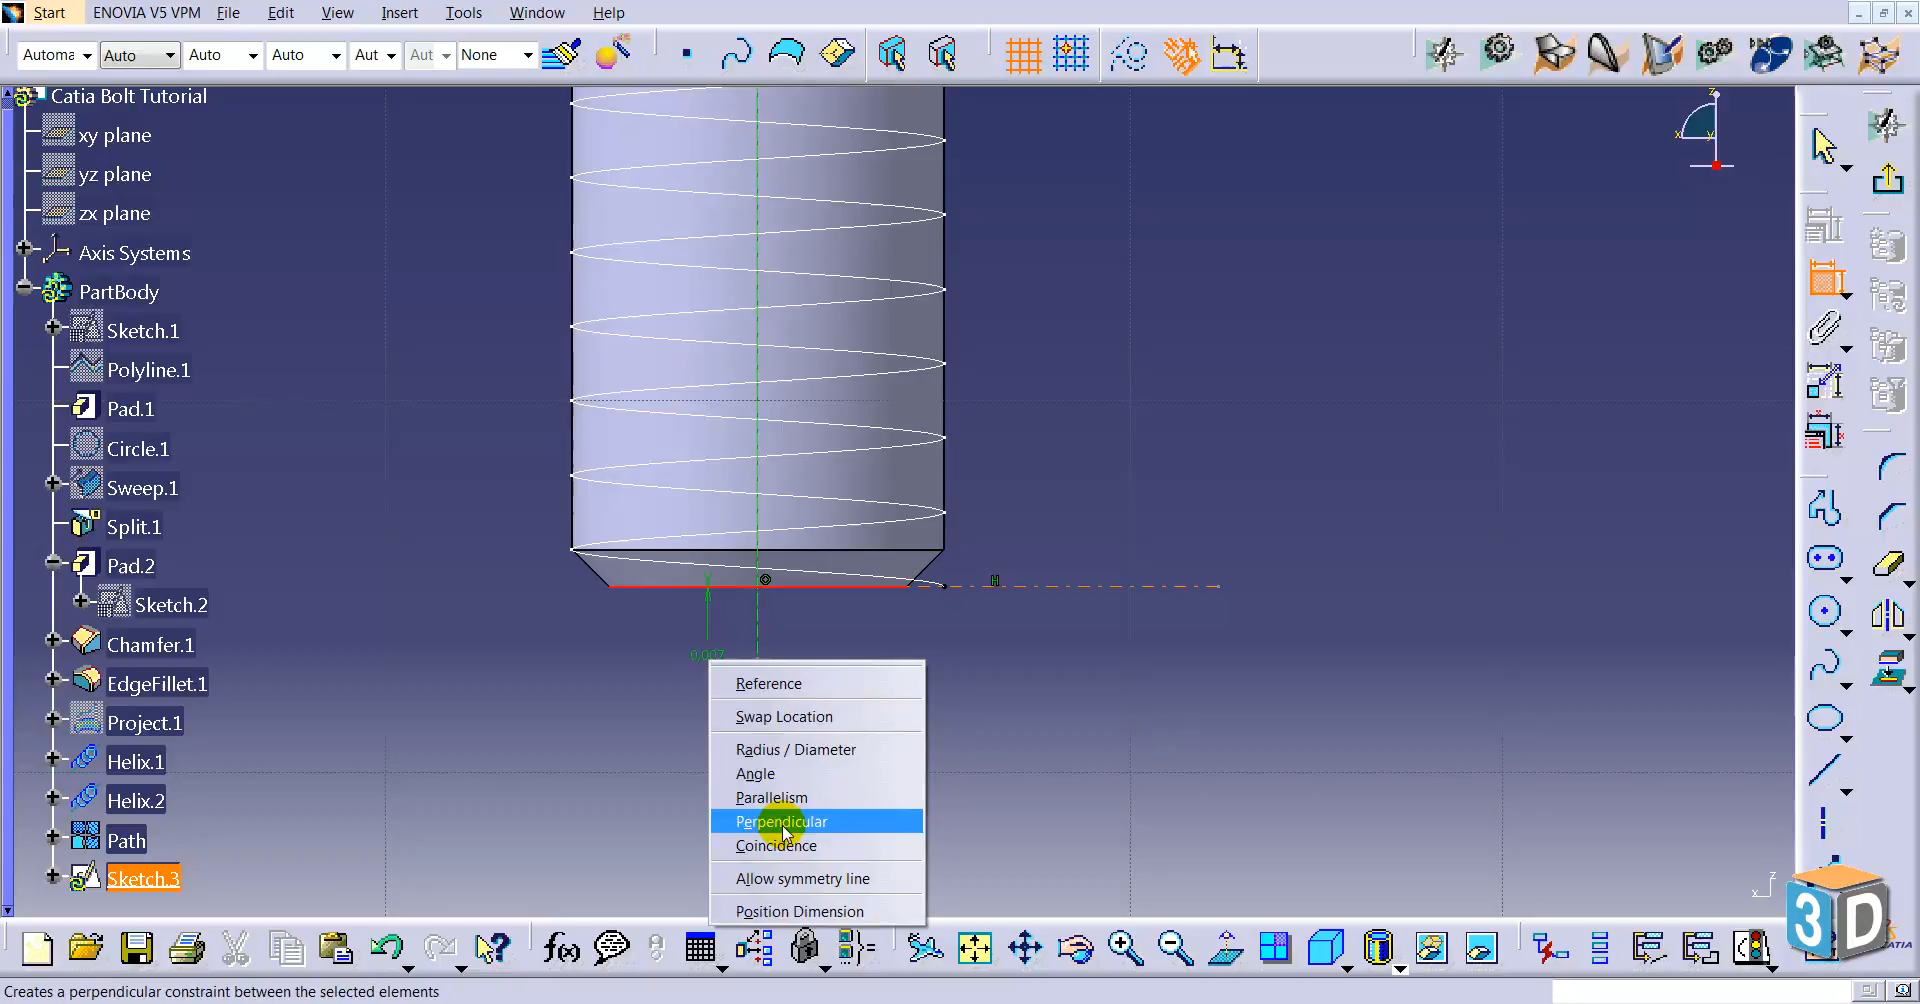 Start ENOVIA V5 VPM File Edit View Insert Tools Window Help
Automa Auto Auto Auto Aut Aut None
Catia Bolt Tutorial
xy plane
yz plane
zx plane
Axis Systems
PartBody
Sketch.1
Polyline.1
Pad.1
Circle.1
Sweep.1
Split.1
Pad.2
Sketch.2
Chamfer.1
EdgeFillet.1
Project.1
Helix.1
Helix.2
Path
Sketch.3
z
x y
V
H
0,007
Reference
Swap Location
Radius / Diameter
Angle
Parallelism
Perpendicular
Coincidence
Allow symmetry line
Position Dimension
z
x
3D
CATIA
f(x)
Creates a perpendicular constraint between the selected elements